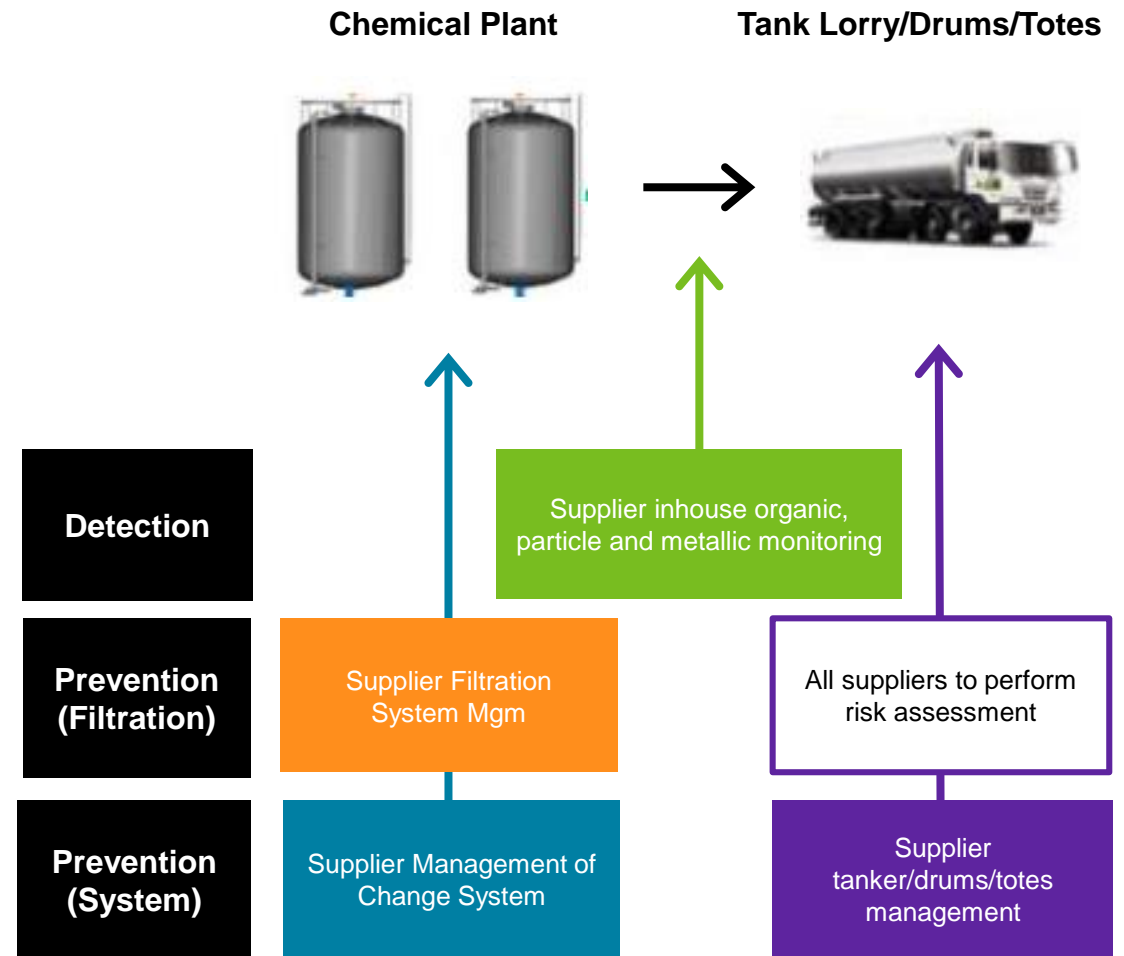 Chemical Plant
Tank Lorry/Drums/Totes
Detection
Supplier inhouse organic,
particle and metallic monitoring
Prevention
(Filtration)
Supplier Filtration
System Mgm
All suppliers to perform
risk assessment
Prevention
(System)
Supplier Management of
Change System
Supplier
tanker/drums/totes
management